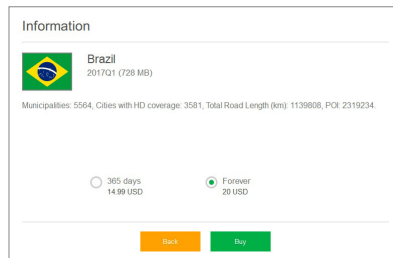 Information
Brazil
2017Q1 (728 MB)
Municipalities: 5564, Cities with HD coverage: 3581, Total Road Length (km): 1139808, POI: 2319234.
365 days
14.99 USD
Forever
20 USD
Back
Buy